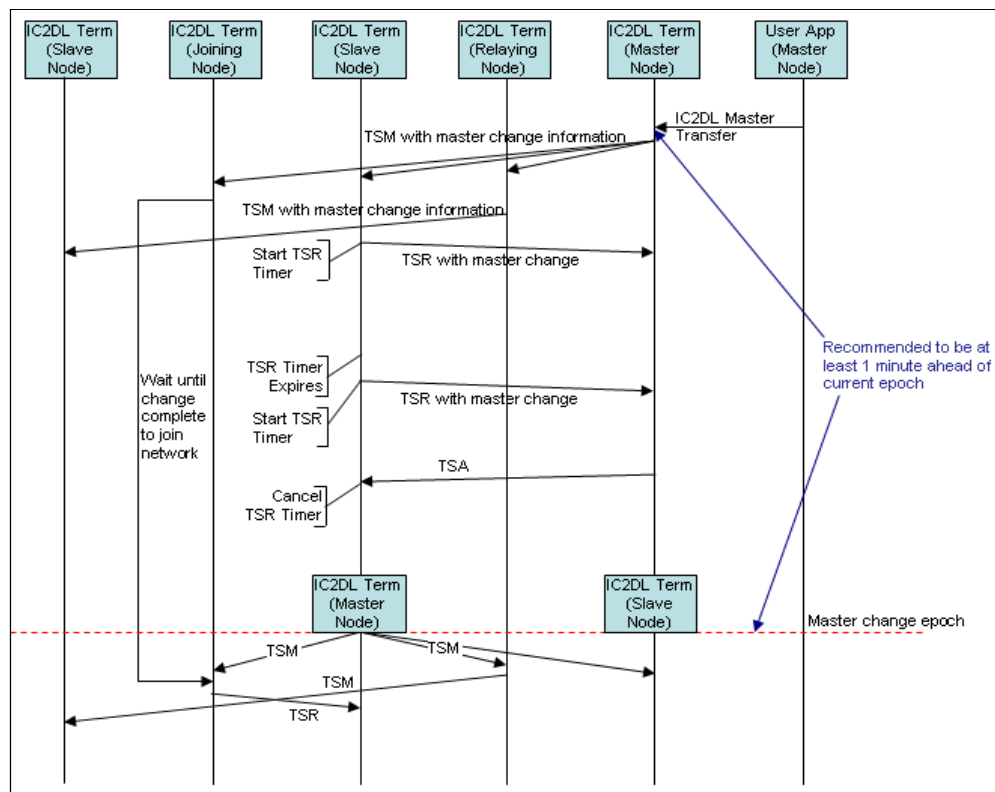 IC2DL Term
(Slave
Node)
IC2DL Term
(Joining
Node)
IC2DL Term
(Slave
Node)
IC2DL Term
(Relaying
Node)
IC2DL Term
(Master
Node)
User App
(Master
Node)
IC2DL Master
Transfer
TSM with master change information
TSM with master change information
Start TSR
Timer
TSR with master change
Recommended to be at
least 1 minute ahead of
current epoch
Wait until
change
complete
to join
network
TSR Timer
Expires
TSR with master change
Start TSR
Timer
TSA
Cancel
TSR Timer
IC2DL Term
(Master
Node)
IC2DL Term
(Slave
Node)
Master change epoch
TSM
TSM
TSM
TSR